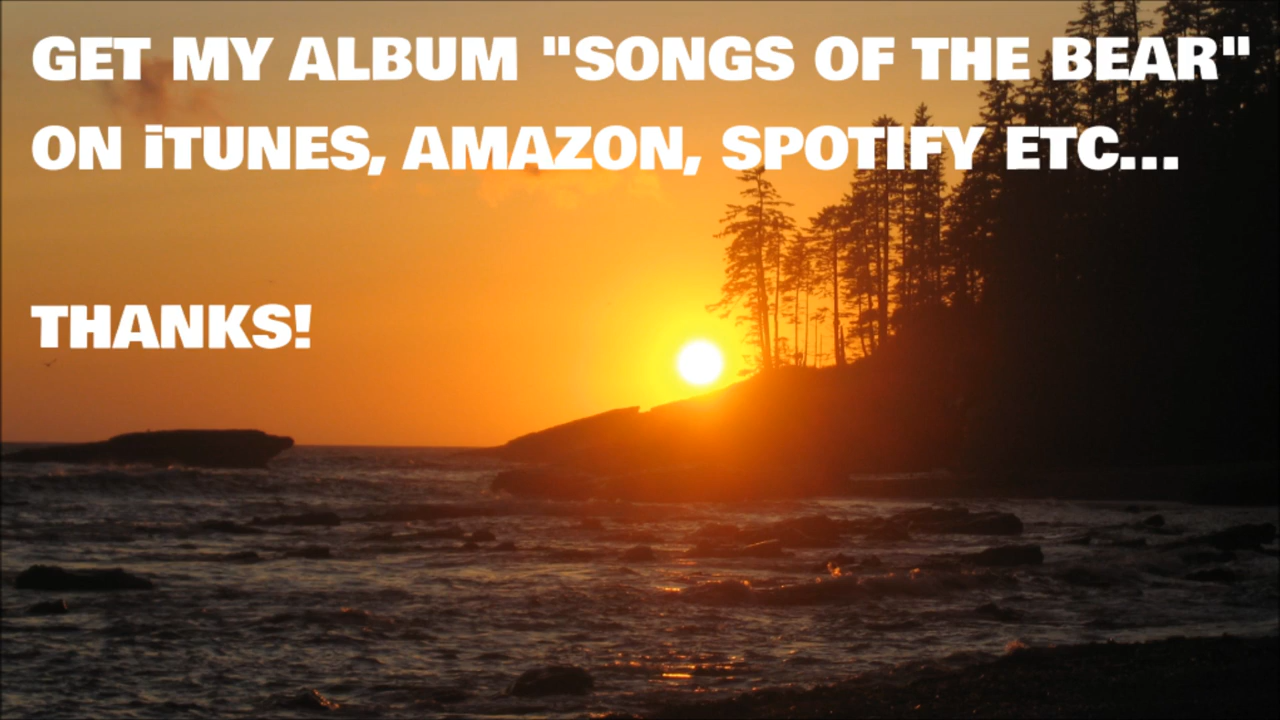 GET MY ALBUM "SONGS OF THE BEAR"
ON iTUNES, AMAZON, SPOTIFY ETC...
THANKS!